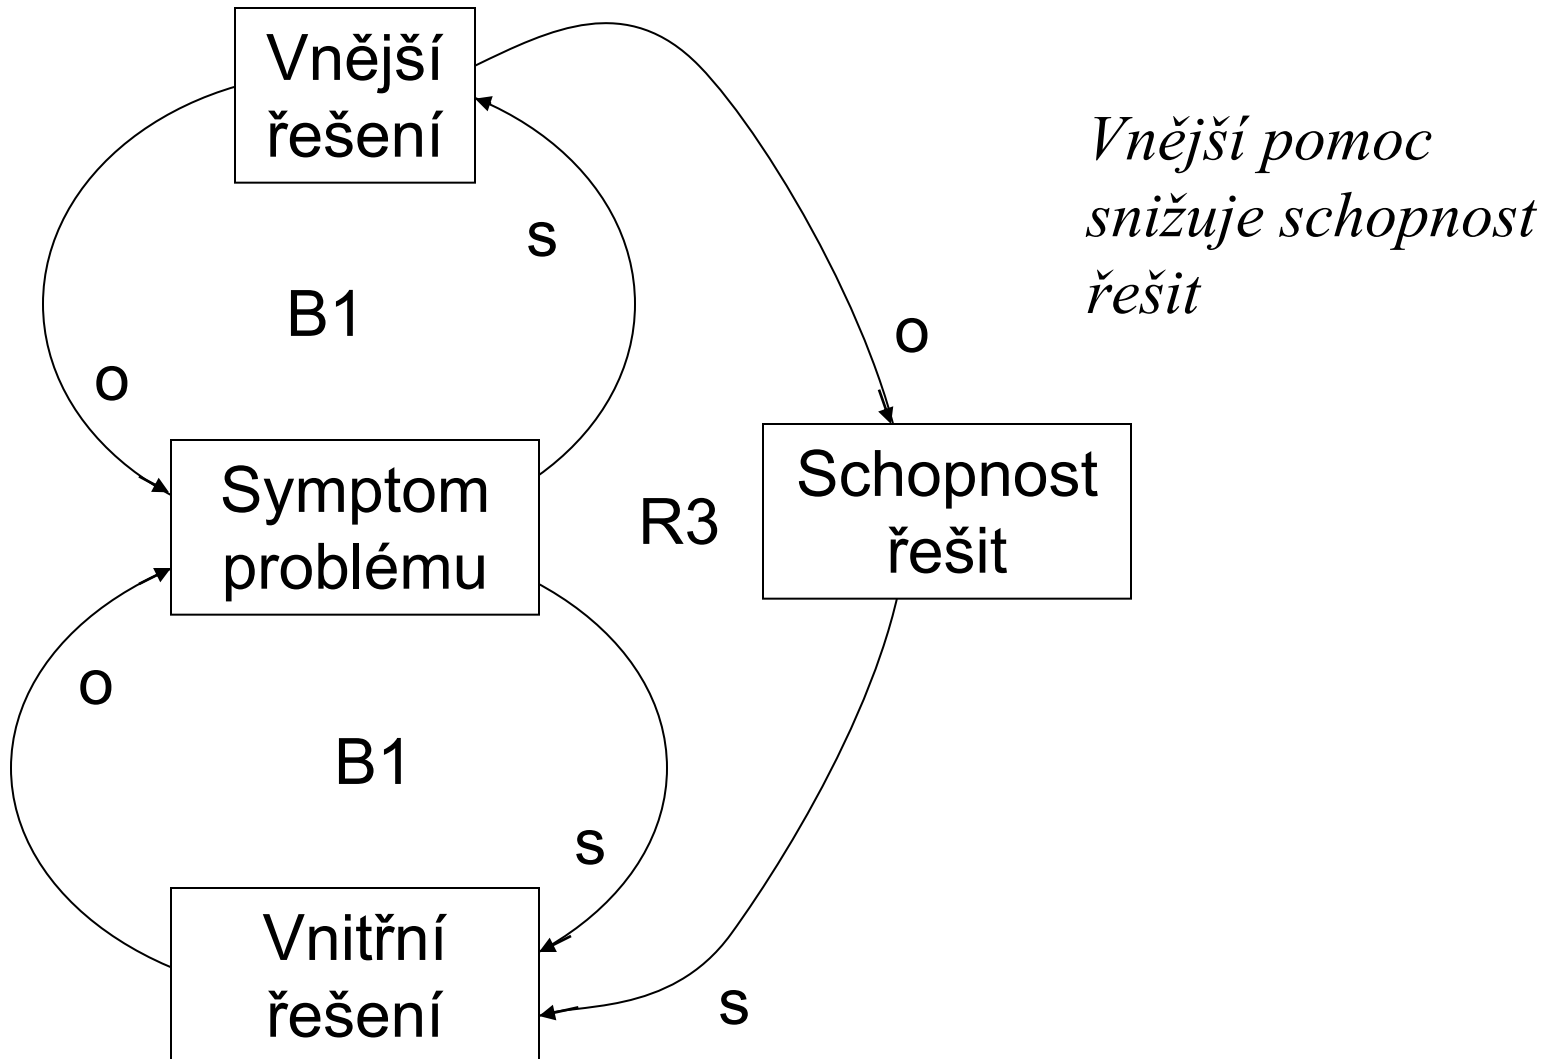 Vnější
řešení
Vnější pomoc
snižuje schopnost
řešit
s
B1
o
o
Symptom
problému
R3
Schopnost
řešit
o
B1
s
Vnitřní
řešení
s